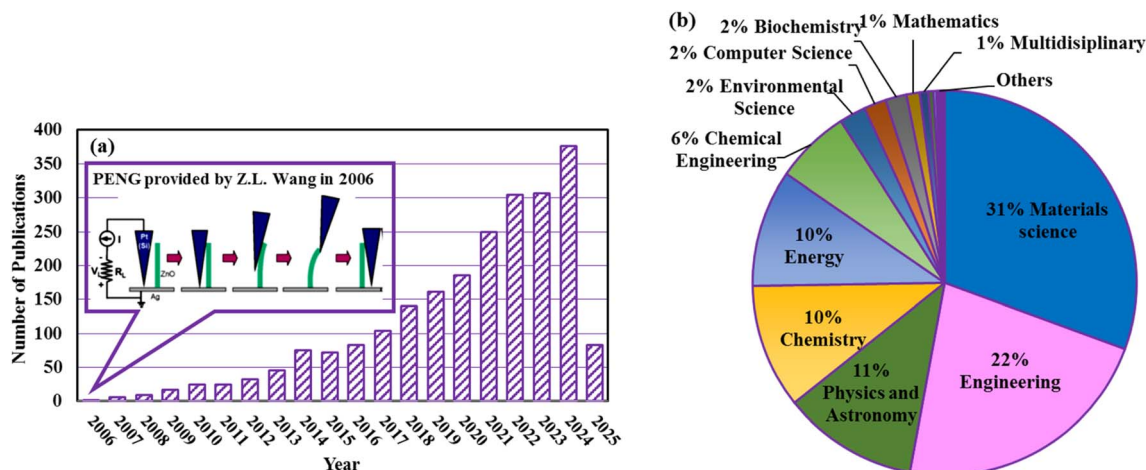 (a)
PENG provided by Z.L. Wang in 2006
I
Pt
(Si)
ZnO
V
R
L
Ag
Number of Publications
400
350
300
250
200
150
100
50
0
2006
2007
2008
2009
2010
2011
2012
2013
2014
2015
2016
2017
2018
2019
2020
2021
2022
2023
2024
2025
Year
(b)
2% Biochemistry
1% Mathematics
2% Computer Science
1% Multidisiplinary
2% Environmental
Science
Others
6% Chemical
Engineering
31% Materials
science
10%
Energy
10%
Chemistry
22%
Engineering
11%
Physics and
Astronomy